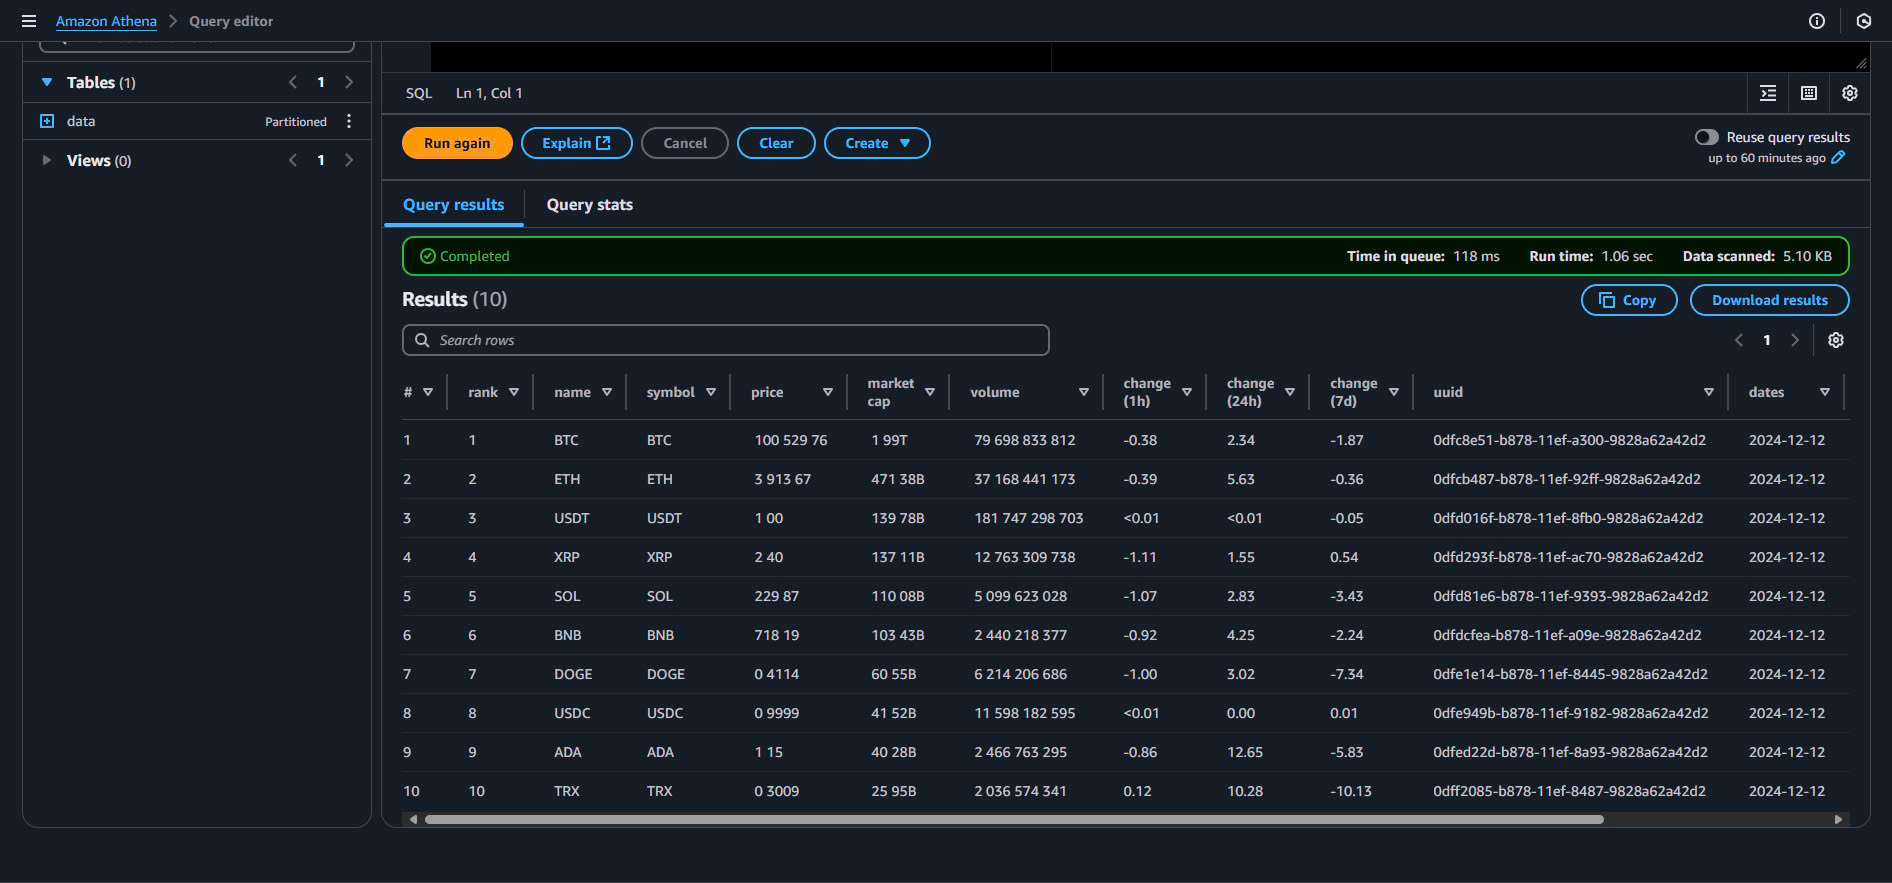 Amazon Athena > Query editor
Tables (1) < 1 >
data Partitioned
Views (0) < 1 >
SQL Ln 1, Col 1
Run again Explain Cancel Clear Create
Reuse query results
up to 60 minutes ago
Query results Query stats
Completed Time in queue: 118 ms Run time: 1.06 sec Data scanned: 5.10 KB
Results (10) Copy Download results
Search rows < 1 >
# rank name symbol price market cap volume change (1h) change (24h) change (7d) uuid dates
1 1 BTC BTC 100 529 76 1 99T 79 698 833 812 -0.38 2.34 -1.87 0dfc8e51-b878-11ef-a300-9828a62a42d2 2024-12-12
2 2 ETH ETH 3 913 67 471 38B 37 168 441 173 -0.39 5.63 -0.36 0dfcb487-b878-11ef-92ff-9828a62a42d2 2024-12-12
3 3 USDT USDT 1 00 139 78B 181 747 298 703 <0.01 <0.01 -0.05 0dfd016f-b878-11ef-8fb0-9828a62a42d2 2024-12-12
4 4 XRP XRP 2 40 137 11B 12 763 309 738 -1.11 1.55 0.54 0dfd293f-b878-11ef-ac70-9828a62a42d2 2024-12-12
5 5 SOL SOL 229 87 110 08B 5 099 623 028 -1.07 2.83 -3.43 0dfd81e6-b878-11ef-9393-9828a62a42d2 2024-12-12
6 6 BNB BNB 718 19 103 43B 2 440 218 377 -0.92 4.25 -2.24 0dfdcfea-b878-11ef-a09e-9828a62a42d2 2024-12-12
7 7 DOGE DOGE 0 4114 60 55B 6 214 206 686 -1.00 3.02 -7.34 0dfe1e14-b878-11ef-8445-9828a62a42d2 2024-12-12
8 8 USDC USDC 0 9999 41 52B 11 598 182 595 <0.01 0.00 0.01 0dfe949b-b878-11ef-9182-9828a62a42d2 2024-12-12
9 9 ADA ADA 1 15 40 28B 2 466 763 295 -0.86 12.65 -5.83 0dfed22d-b878-11ef-8a93-9828a62a42d2 2024-12-12
10 10 TRX TRX 0 3009 25 95B 2 036 574 341 0.12 10.28 -10.13 0dff2085-b878-11ef-8487-9828a62a42d2 2024-12-12